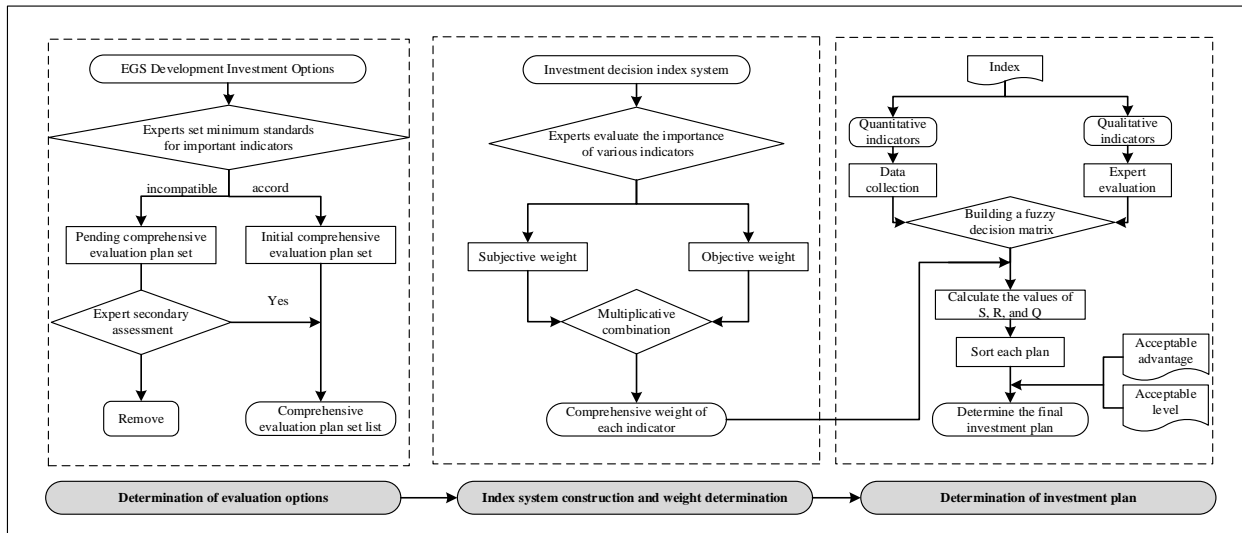 EGS Development Investment Options
Experts set minimum standards
for important indicators
incompatible
accord
Pending comprehensive
evaluation plan set
Initial comprehensive
evaluation plan set
Expert secondary
assessment
Yes
Remove
Comprehensive
evaluation plan set list
Determination of evaluation options
Investment decision index system
Experts evaluate the importance
of various indicators
Subjective weight
Objective weight
Multiplicative
combination
Comprehensive weight of
each indicator
Index system construction and weight determination
Index
Quantitative
indicators
Qualitative
indicators
Data
collection
Expert
evaluation
Building a fuzzy
decision matrix
Calculate the values of
S, R, and Q
Sort each plan
Acceptable
advantage
Acceptable
level
Determine the final
investment plan
Determination of investment plan